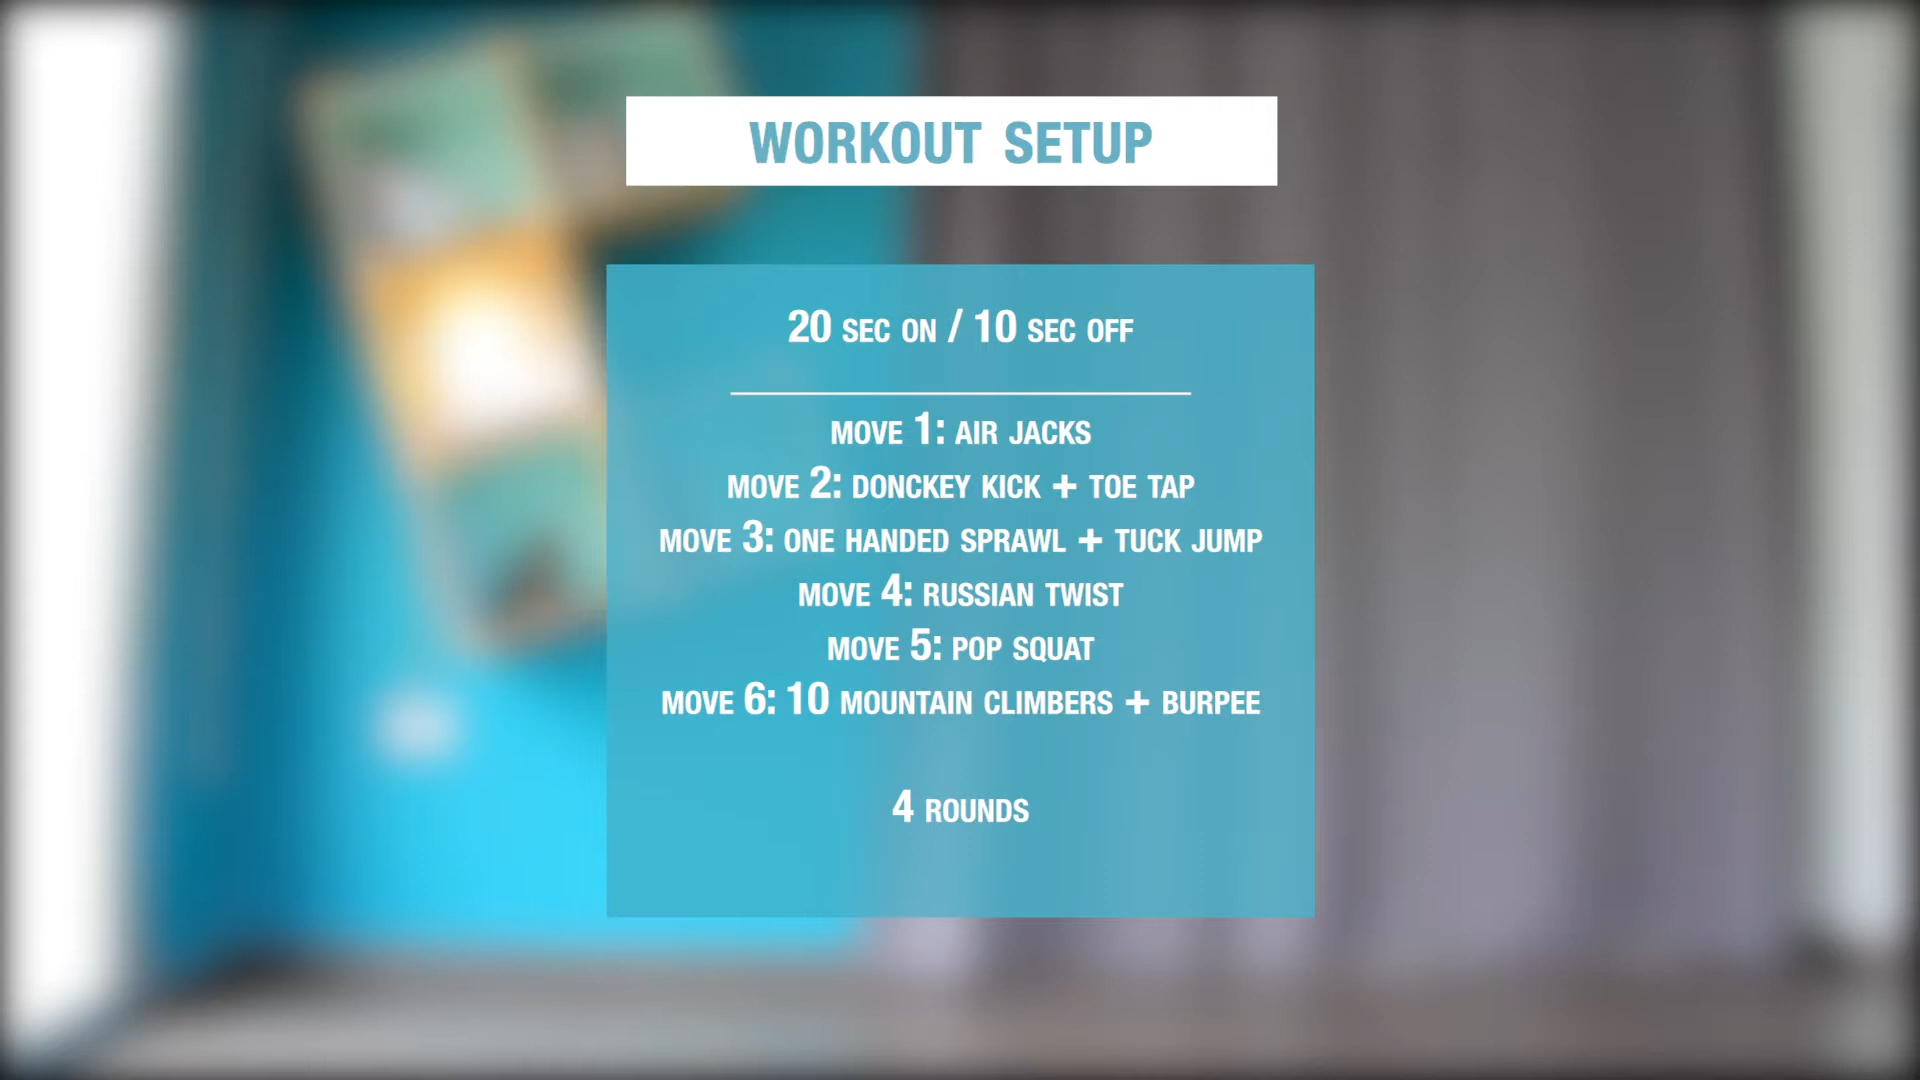 WORKOUT SETUP
20 SEC ON / 10 SEC OFF
MOVE 1: AIR JACKS
MOVE 2: DONCKEY KICK + TOE TAP
MOVE 3: ONE HANDED SPRAWL + TUCK JUMP
MOVE 4: RUSSIAN TWIST
MOVE 5: POP SQUAT
MOVE 6: 10 MOUNTAIN CLIMBERS + BURPEE
4 ROUNDS